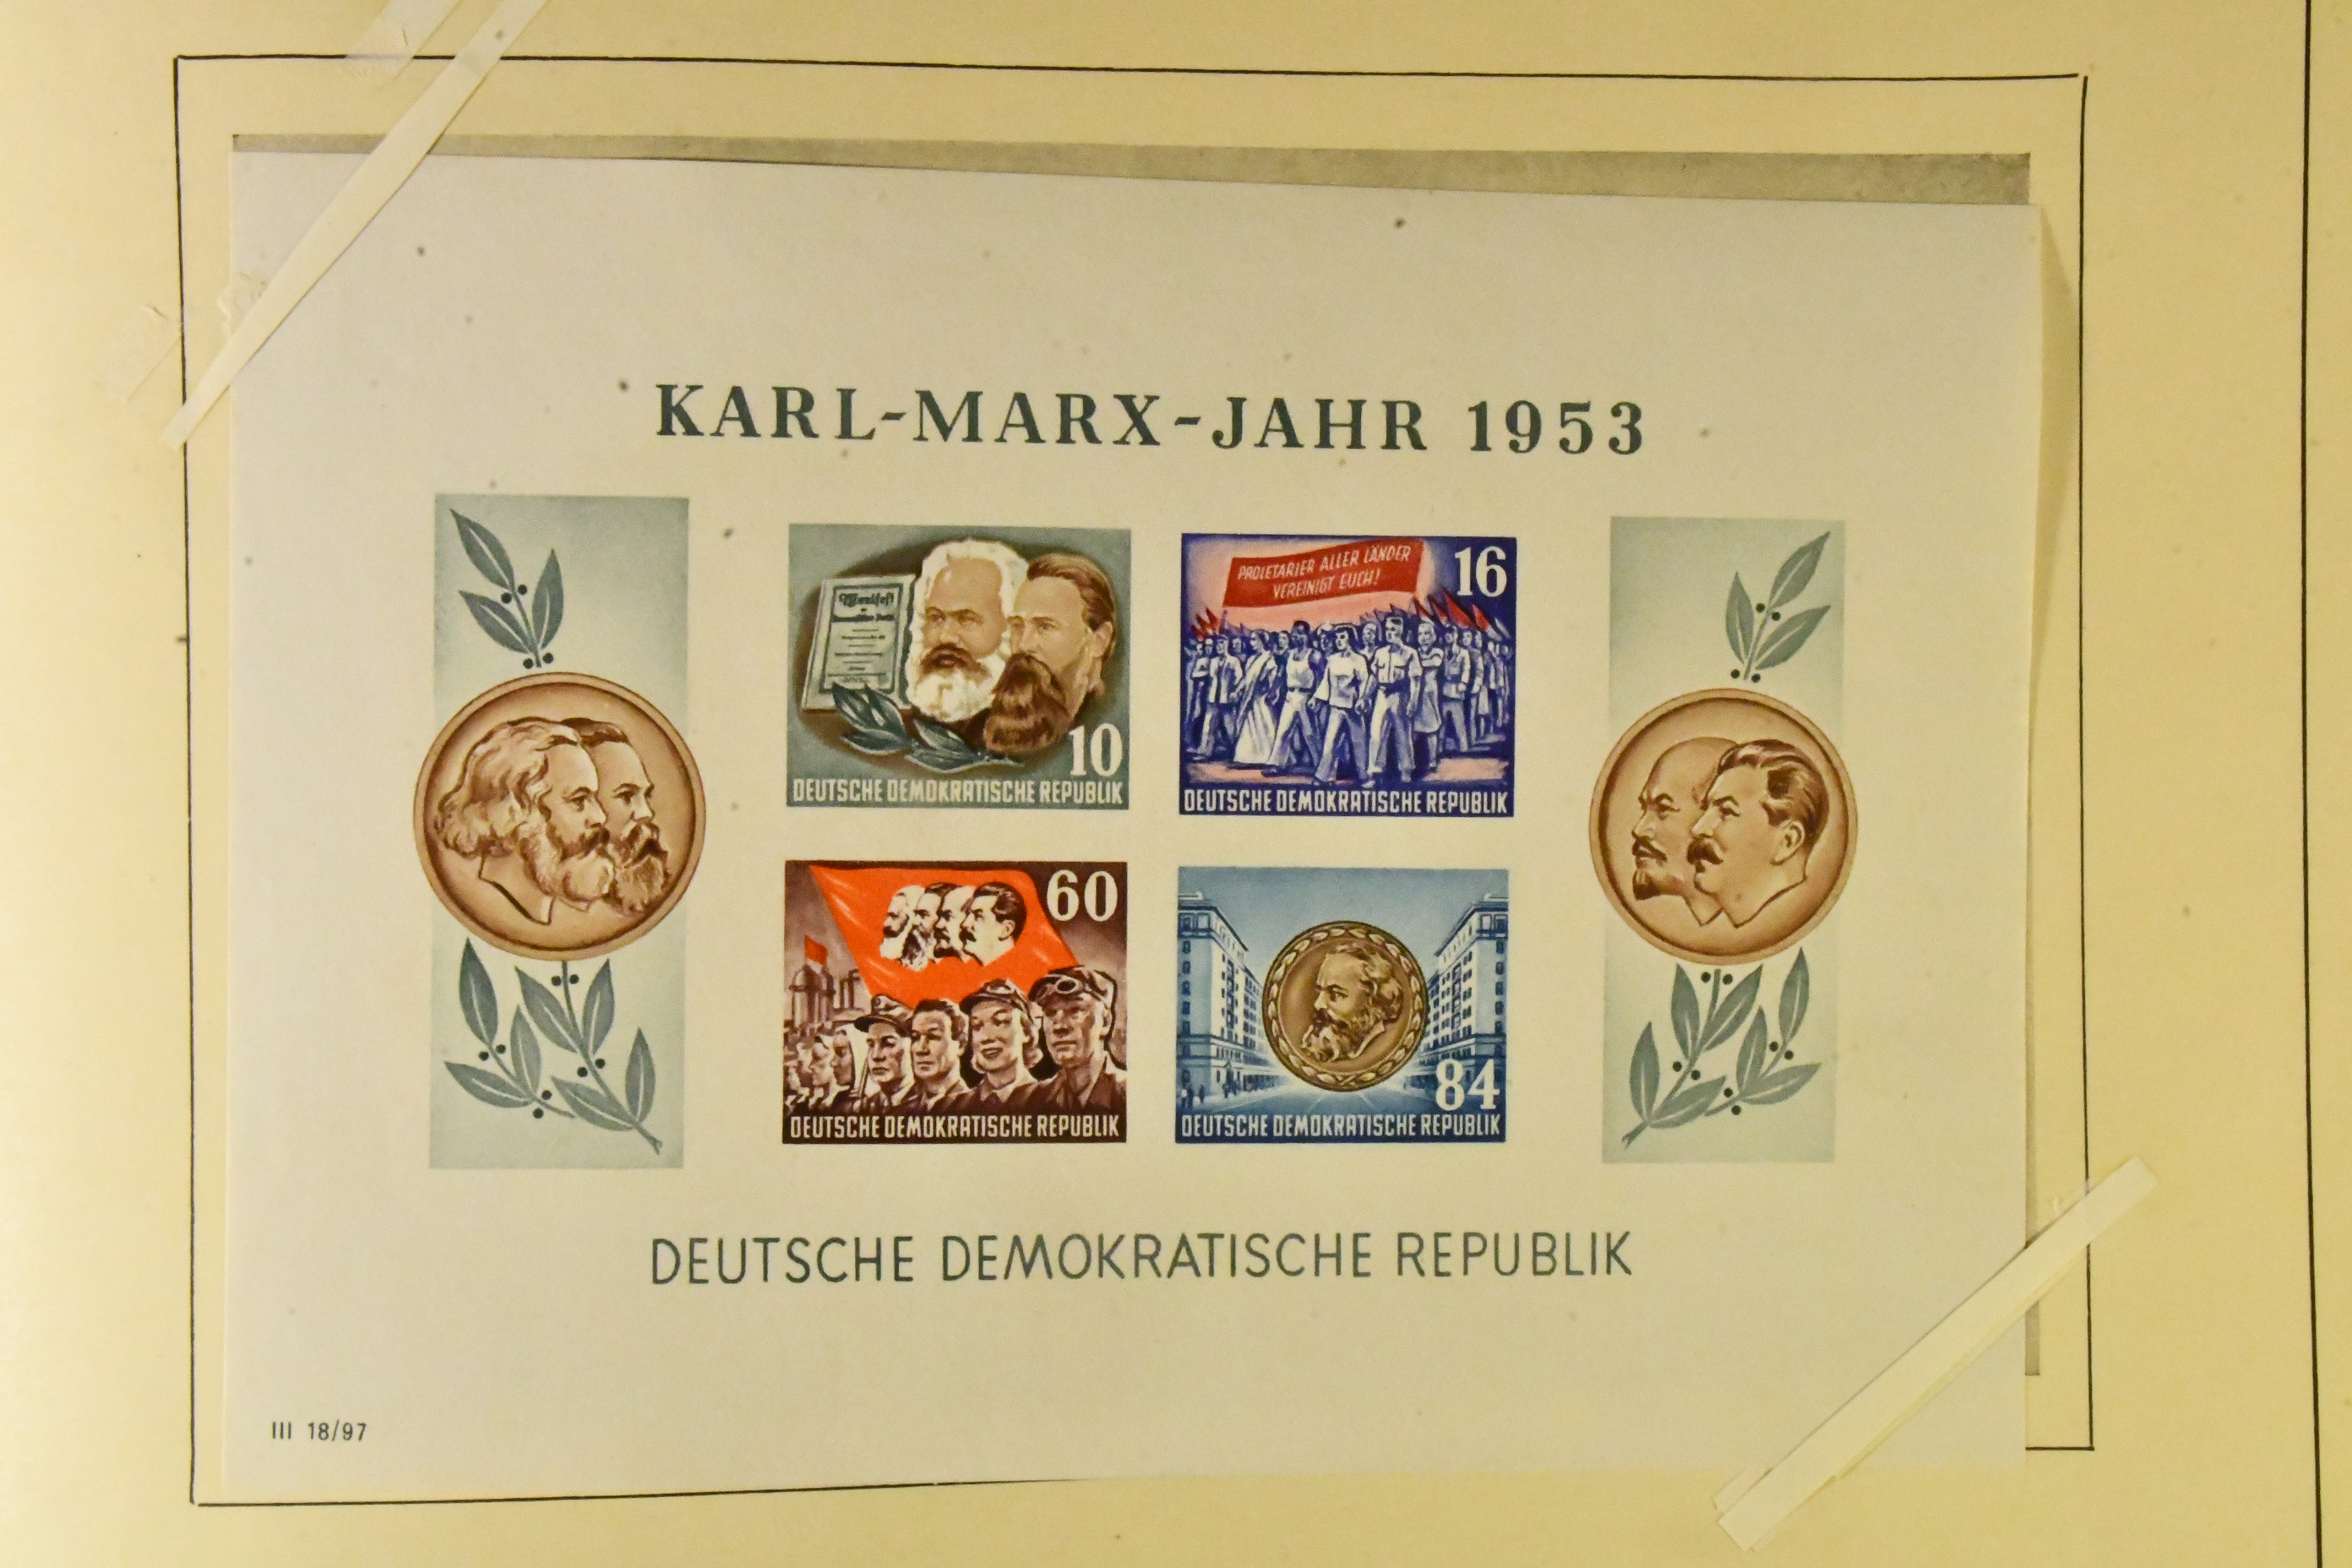 KARL-MARX-JAHR 1953
Manifest
10
DEUTSCHE DEMOKRATISCHE REPUBLIK
PROLETARIER ALLER LÄNDER
VEREINIGT EUCH!
16
DEUTSCHE DEMOKRATISCHE REPUBLIK
60
DEUTSCHE DEMOKRATISCHE REPUBLIK
84
DEUTSCHE DEMOKRATISCHE REPUBLIK
DEUTSCHE DEMOKRATISCHE REPUBLIK
III 18/97